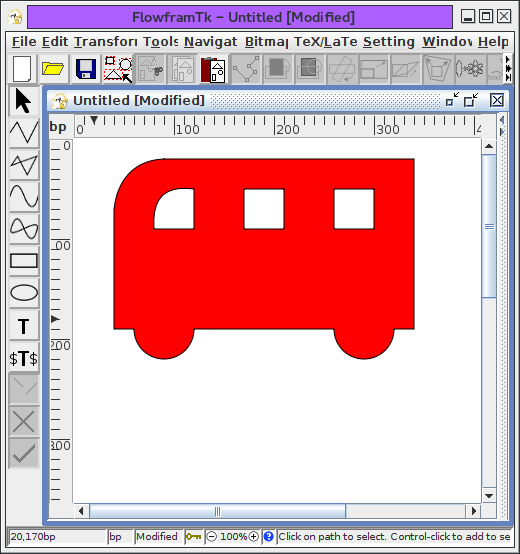 FlowframTk – Untitled [Modified]
File Edit Transforr Tools Navigat Bitmap TeX/LaTe Setting Window Help
Untitled [Modified]
bp 0 100 200 300 4
0
100
200
300
T
$T$
20,170bp bp Modified 100% Click on path to select. Control-click to add to se